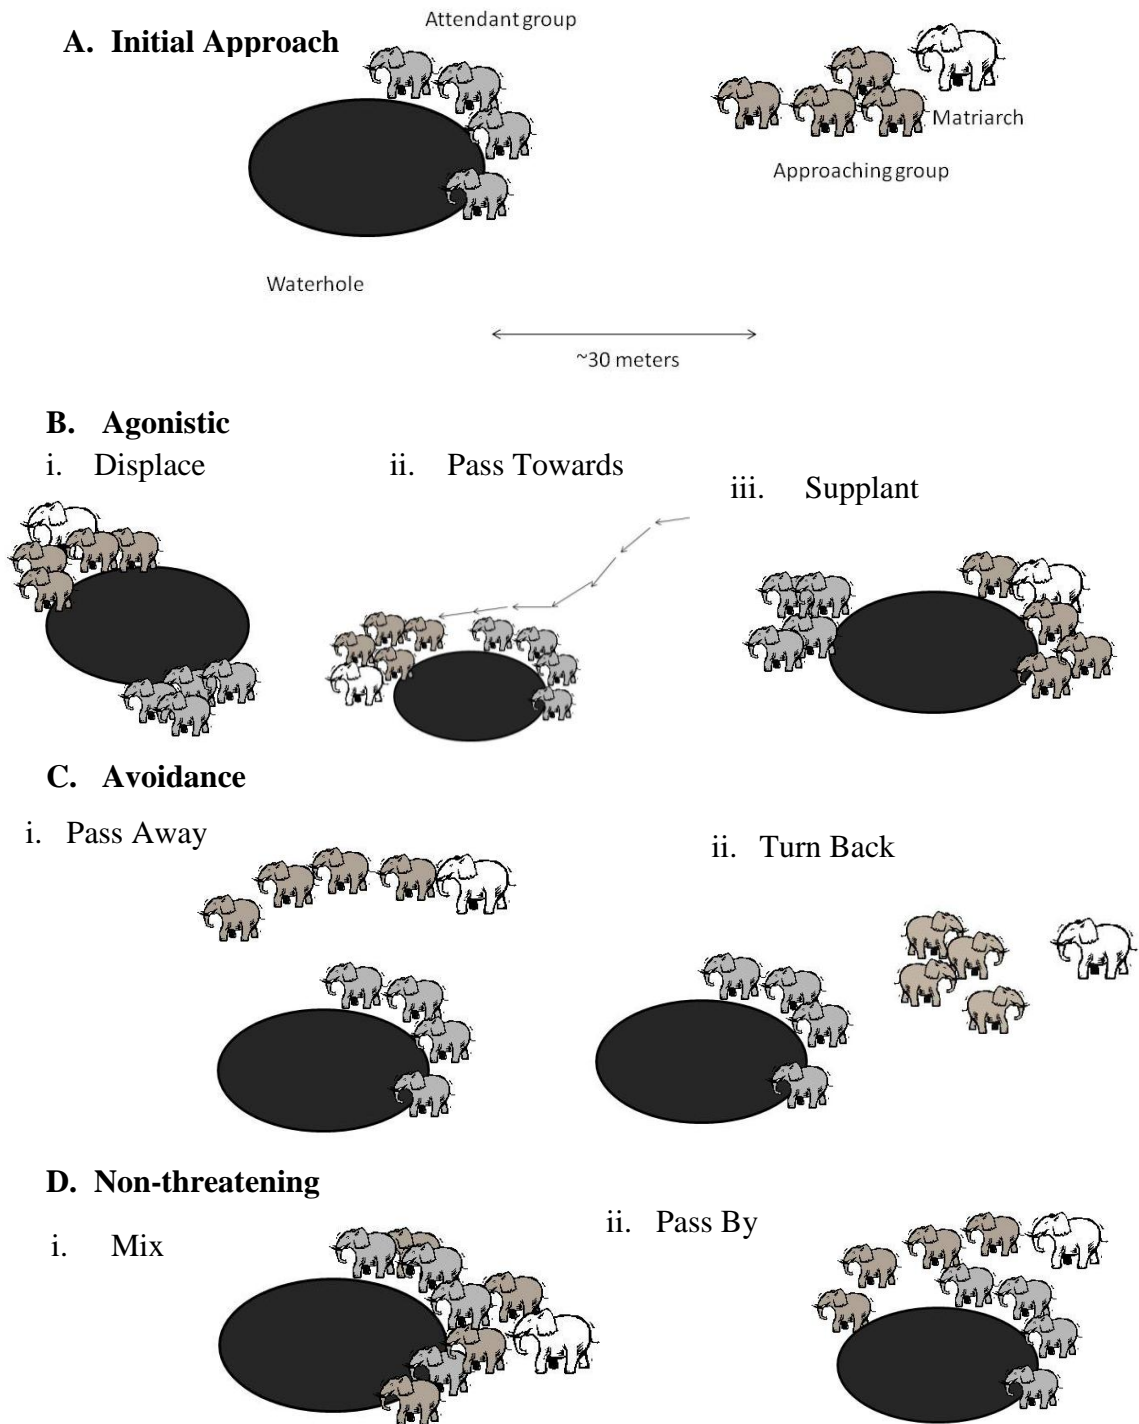 Attendant group
A. Initial Approach
Matriarch
Approaching group
Waterhole
~30 meters
B. Agonistic
i. Displace
ii. Pass Towards
iii. Supplant
C. Avoidance
i. Pass Away
ii. Turn Back
D. Non-threatening
i. Mix
ii. Pass By